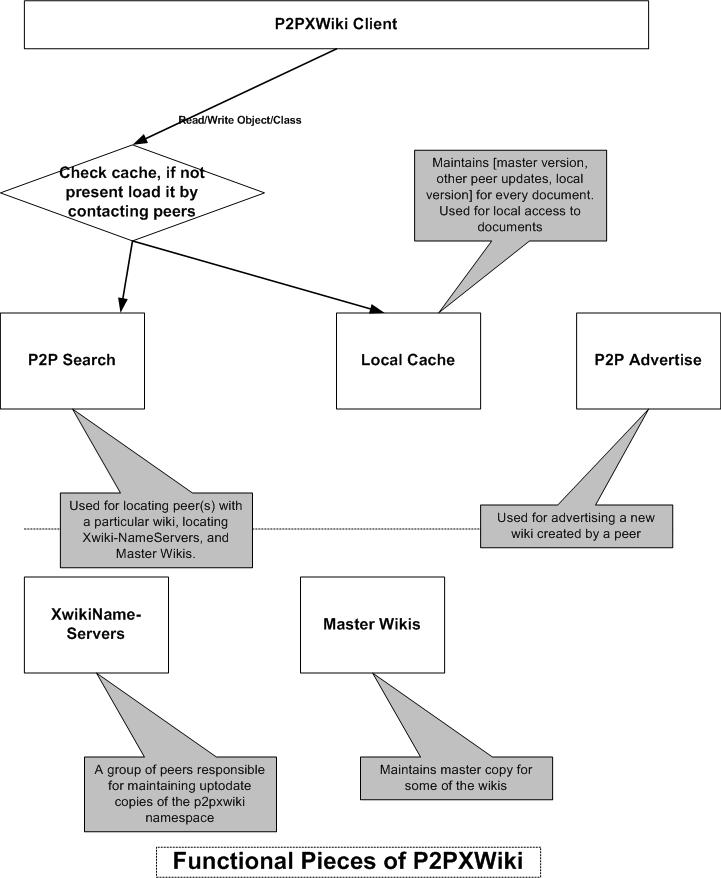 P2PXWiki Client
Read/Write Object/Class
Check cache, if not
present load it by
contacting peers
Maintains [master version,
other peer updates, local
version] for every document.
Used for local access to
documents
P2P Search
Local Cache
P2P Advertise
Used for locating peer(s) with
a particular wiki, locating
Xwiki-NameServers, and
Master Wikis.
Used for advertising a new
wiki created by a peer
XwikiName-
Servers
Master Wikis
A group of peers responsible
for maintaining uptodate
copies of the p2pxwiki
namespace
Maintains master copy for
some of the wikis
Functional Pieces of P2PXWiki